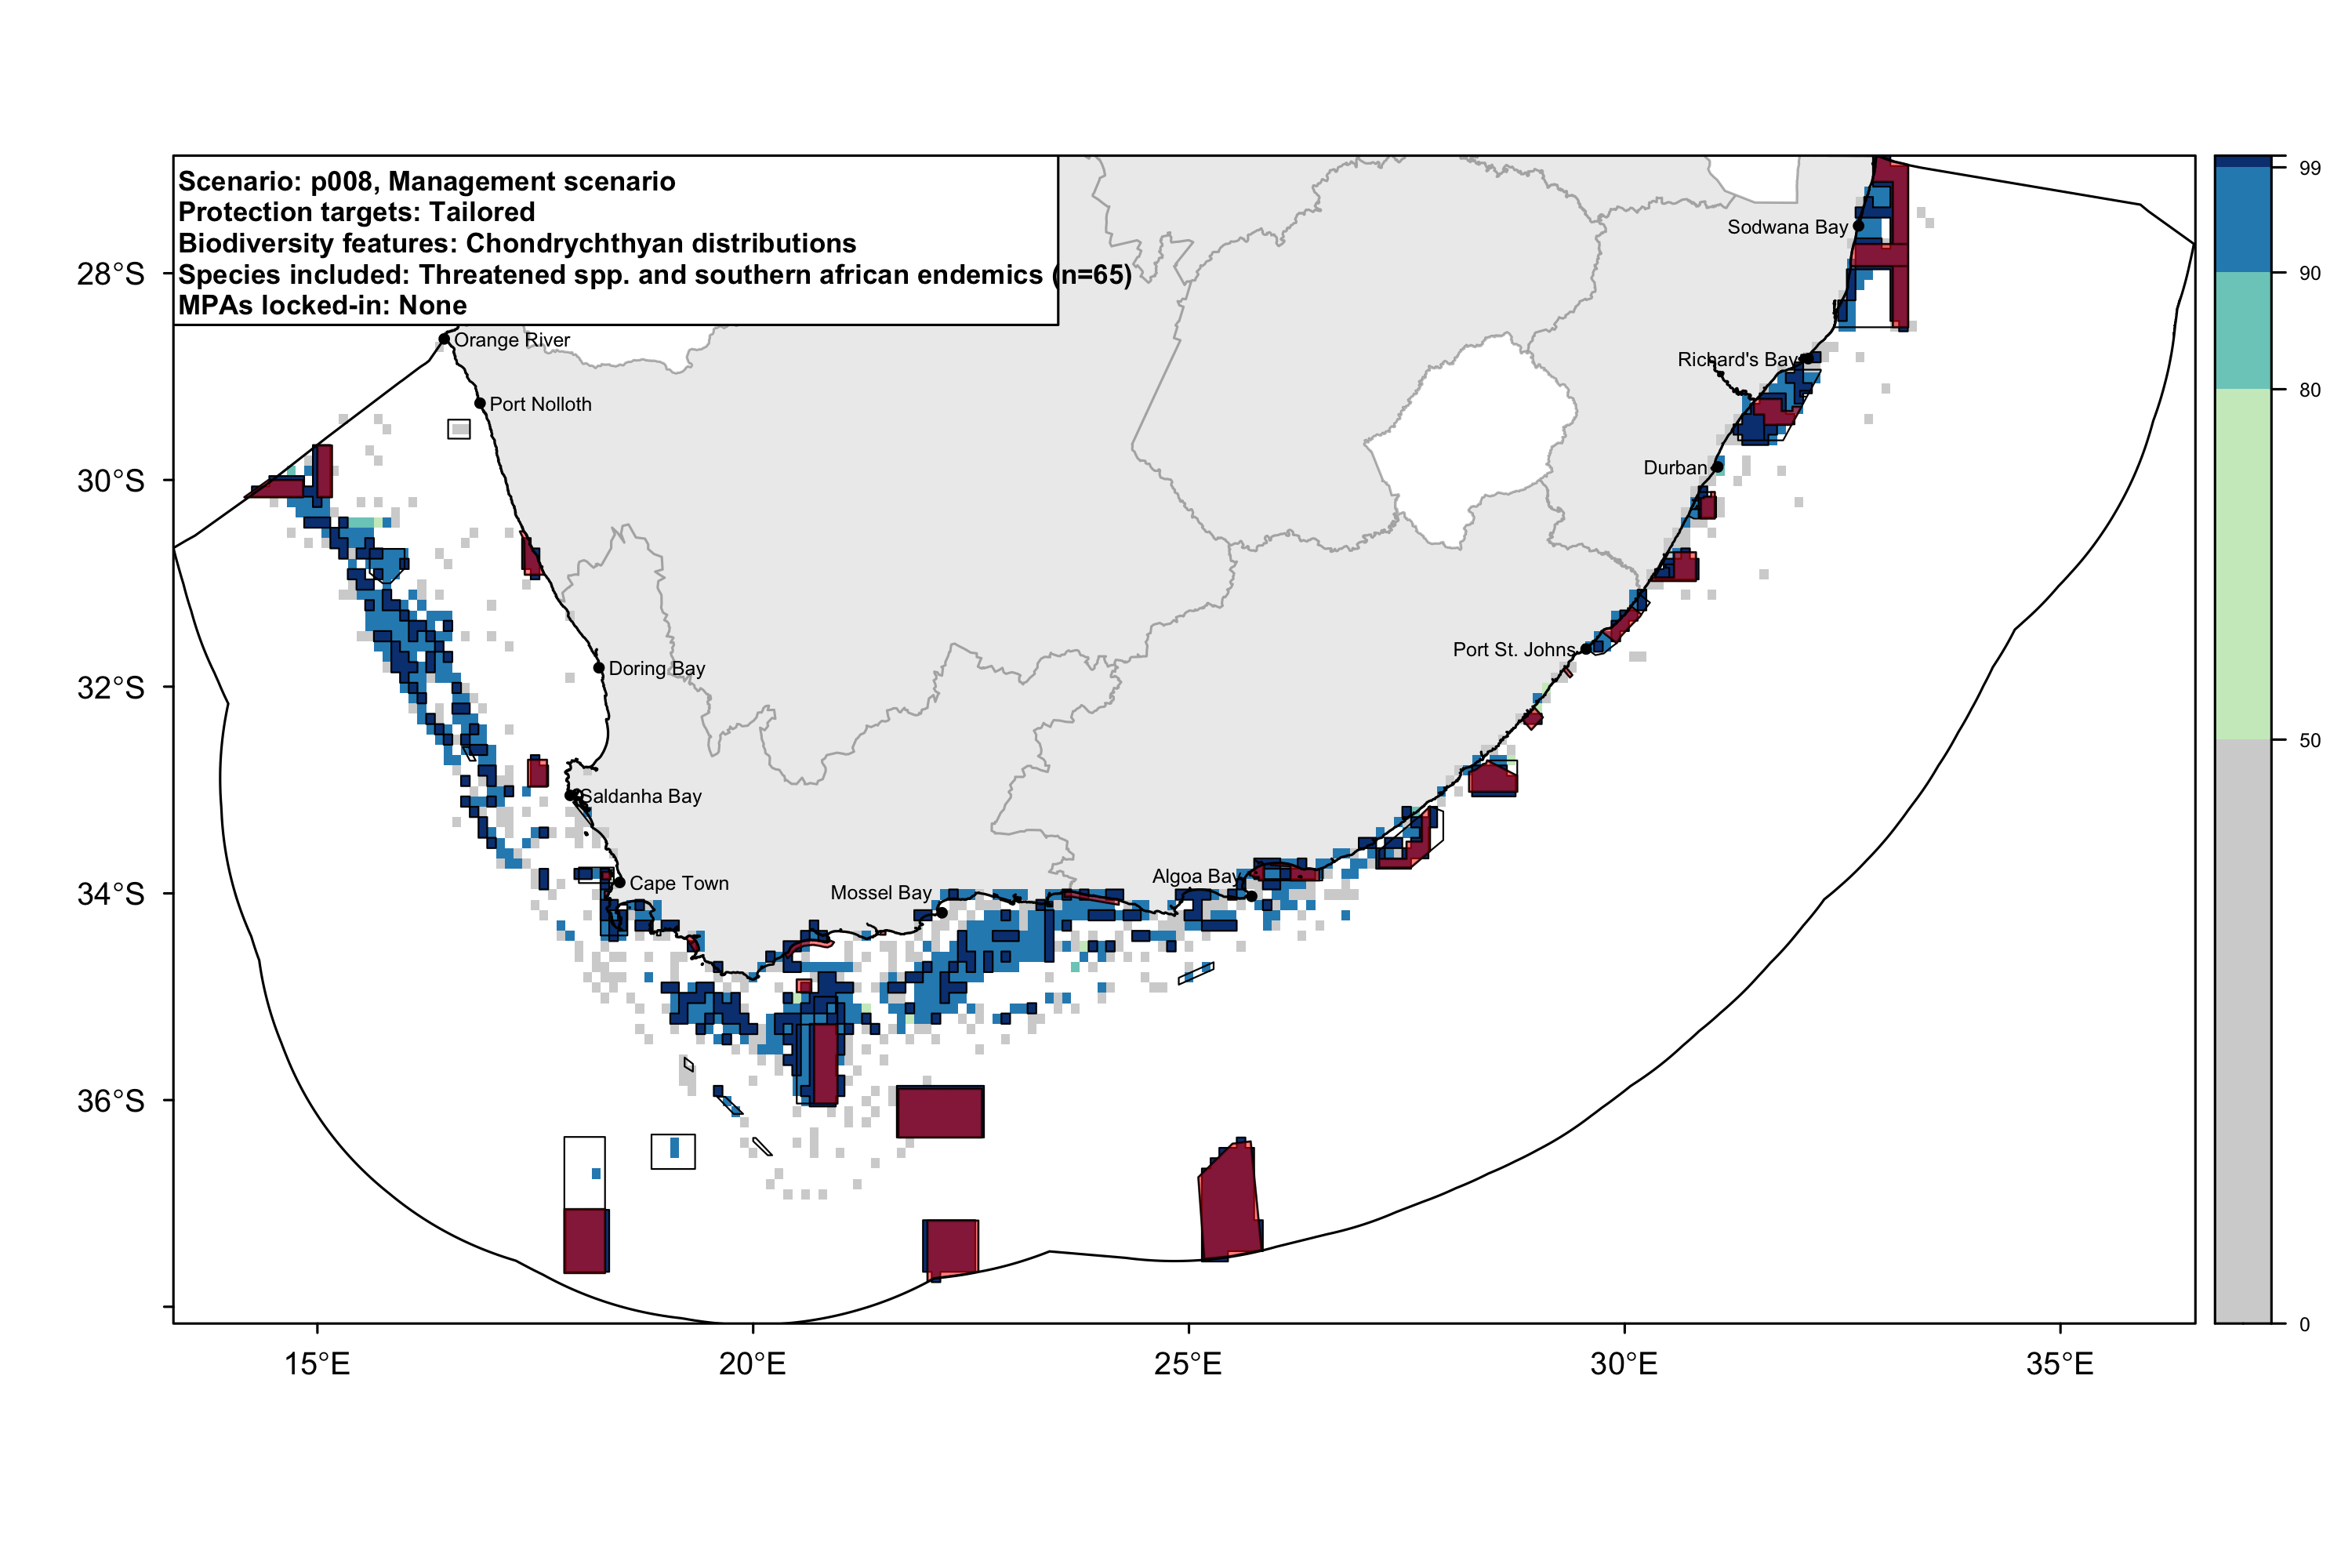 Scenario: p008, Management scenario
Protection targets: Tailored
Biodiversity features: Chondrychthyan distributions
Species included: Threatened spp. and southern african endemics (n=65)
MPAs locked-in: None
Orange River
Port Nolloth
Doring Bay
Saldanha Bay
Cape Town
Mossel Bay
Algoa Bay
Port St. Johns
Durban
Richard's Bay
Sodwana Bay
28°S
30°S
32°S
34°S
36°S
15°E
20°E
25°E
30°E
35°E
99
90
80
50
0